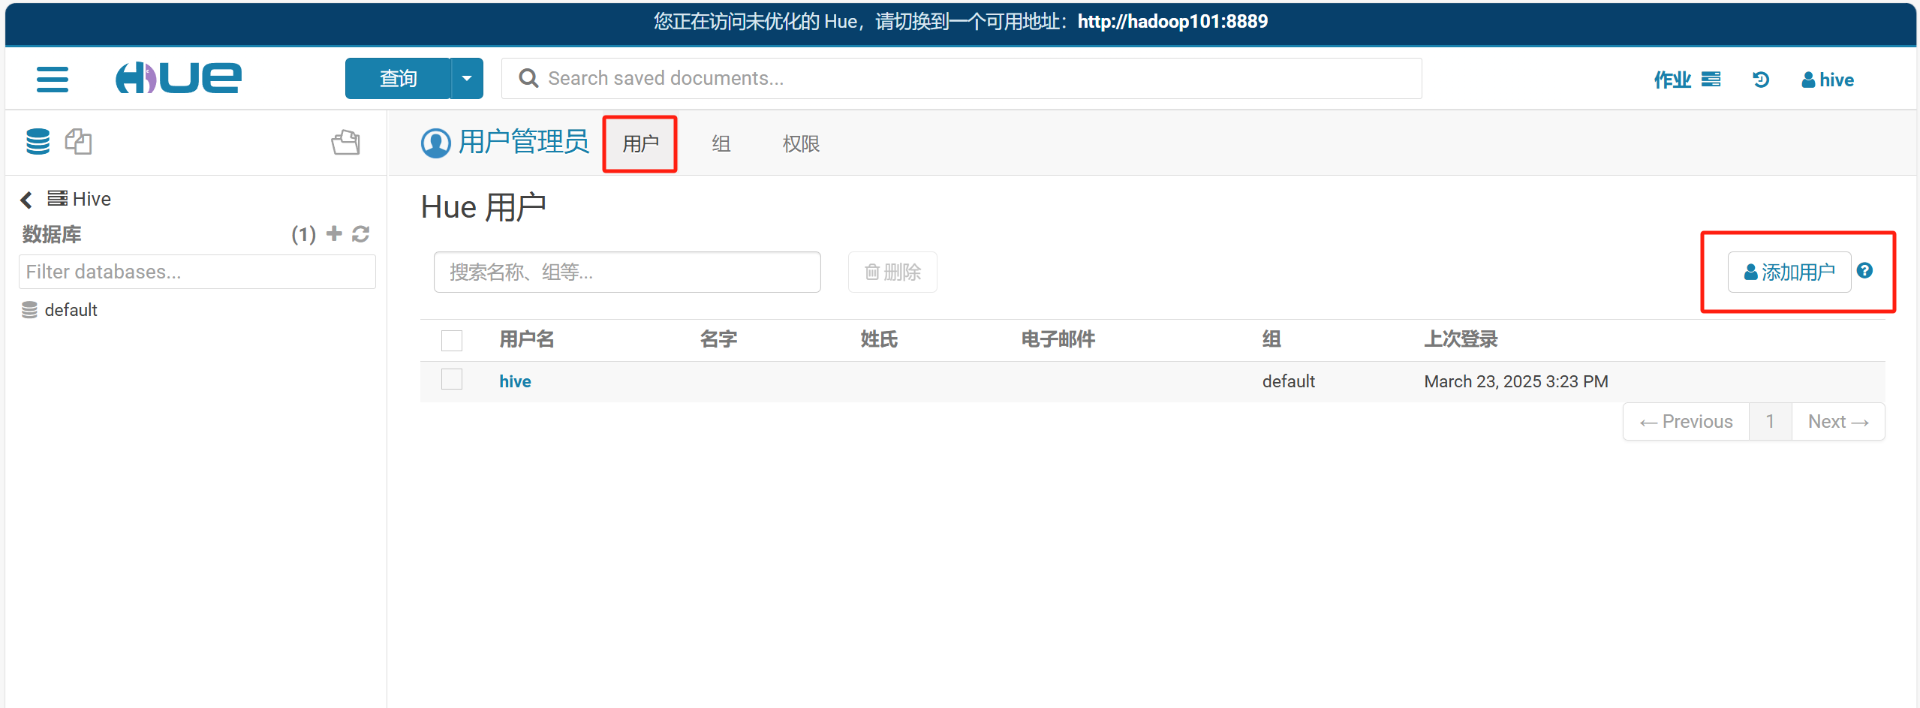 您正在访问未优化的 Hue，请切换到一个可用地址：http://hadoop101:8889
HUE 查询 Search saved documents... 作业 hive
用户管理员 用户 组 权限
Hive
数据库 (1)
Filter databases...
default
Hue 用户
搜索名称、组等... 删除 添加用户
用户名 名字 姓氏 电子邮件 组 上次登录
hive default March 23, 2025 3:23 PM
← Previous 1 Next →